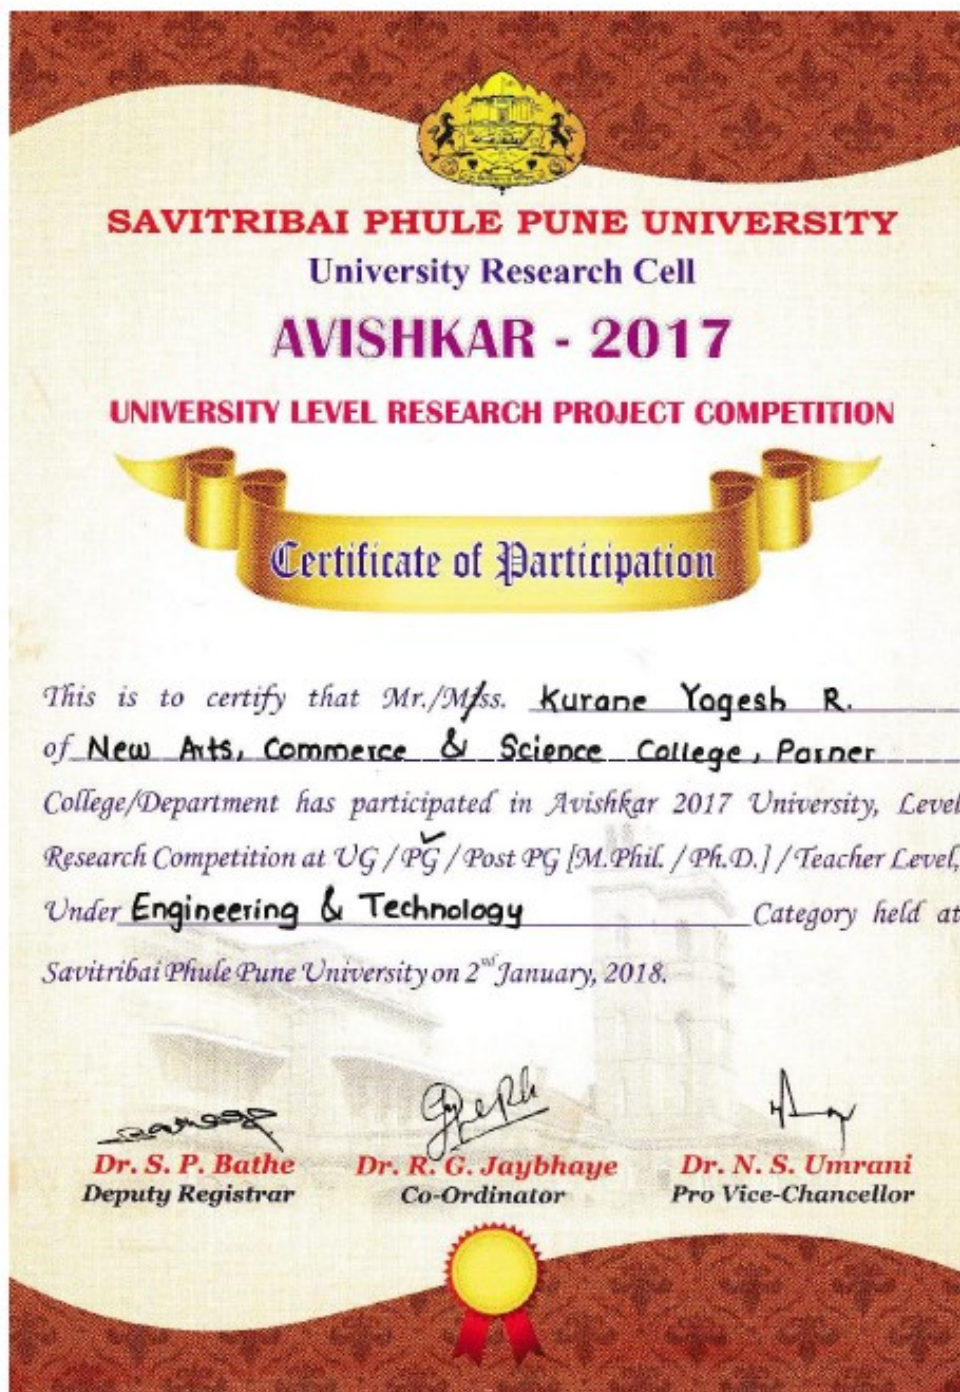 SAVITRIBAI PHULE PUNE UNIVERSITY
University Research Cell
AVISHKAR - 2017
UNIVERSITY LEVEL RESEARCH PROJECT COMPETITION
Certificate of Participation
This is to certify that Mr./Miss. Kurane Yogesh R.
of New Arts, Commerce & Science College, Parner
College/Department has participated in Avishkar 2017 University, Level
Research Competition at UG / PG / Post PG [M.Phil. / Ph.D.] / Teacher Level,
Under Engineering & Technology Category held at
Savitribai Phule Pune University on 2nd January, 2018.
Dr. S. P. Bathe Dr. R. G. Jaybhaye Dr. N. S. Umrani
Deputy Registrar Co-Ordinator Pro Vice-Chancellor